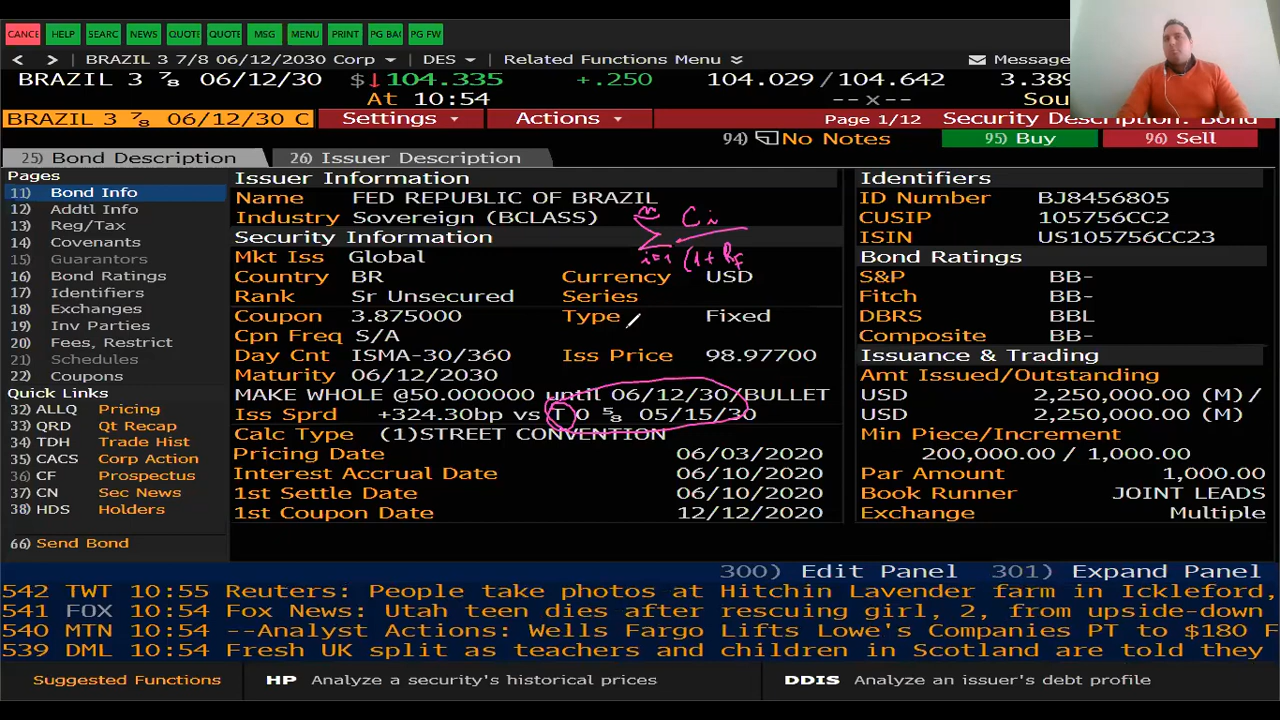 CANCE HELP SEARC NEWS QUOTE QUOTE MSG MENU PRINT PG BAC PG FW
< > BRAZIL 3 7/8 06/12/2030 Corp DES Related Functions Menu Message
BRAZIL 3 ⅞ 06/12/30 $↓104.335 +.250 104.029/104.642 3.389
At 10:54 --x-- Sou
BRAZIL 3 ⅞ 06/12/30 C Settings Actions Page 1/12 Security Description: Bond
94) No Notes 95) Buy 96) Sell
25) Bond Description 26) Issuer Description
Pages
11) Bond Info
12) Addtl Info
13) Reg/Tax
14) Covenants
15) Guarantors
16) Bond Ratings
17) Identifiers
18) Exchanges
19) Inv Parties
20) Fees, Restrict
21) Schedules
22) Coupons
Quick Links
32) ALLQ Pricing
33) QRD Qt Recap
34) TDH Trade Hist
35) CACS Corp Action
36) CF Prospectus
37) CN Sec News
38) HDS Holders
66) Send Bond
Issuer Information
Name FED REPUBLIC OF BRAZIL
Industry Sovereign (BCLASS)
Security Information
Mkt Iss Global
Country BR Currency USD
Rank Sr Unsecured Series
Coupon 3.875000 Type Fixed
Cpn Freq S/A
Day Cnt ISMA-30/360 Iss Price 98.97700
Maturity 06/12/2030
MAKE WHOLE @50.000000 until 06/12/30/BULLET
Iss Sprd +324.30bp vs T 0 ⅝ 05/15/30
Calc Type (1)STREET CONVENTION
Pricing Date 06/03/2020
Interest Accrual Date 06/10/2020
1st Settle Date 06/10/2020
1st Coupon Date 12/12/2020
n Ci
Σ
i=1 (1+Rf
Identifiers
ID Number BJ8456805
CUSIP 105756CC2
ISIN US105756CC23
Bond Ratings
S&P BB-
Fitch BB-
DBRS BBL
Composite BB-
Issuance & Trading
Amt Issued/Outstanding
USD 2,250,000.00 (M) /
USD 2,250,000.00 (M)
Min Piece/Increment
200,000.00 / 1,000.00
Par Amount 1,000.00
Book Runner JOINT LEADS
Exchange Multiple
300) Edit Panel 301) Expand Panel
542 TWT 10:55 Reuters: People take photos at Hitchin Lavender farm in Ickleford,
541 FOX 10:54 Fox News: Utah teen dies after rescuing girl, 2, from upside-down
540 MTN 10:54 --Analyst Actions: Wells Fargo Lifts Lowe's Companies PT to $180 F
539 DML 10:54 Fresh UK split as teachers and children in Scotland are told they
Suggested Functions HP Analyze a security's historical prices DDIS Analyze an issuer's debt profile